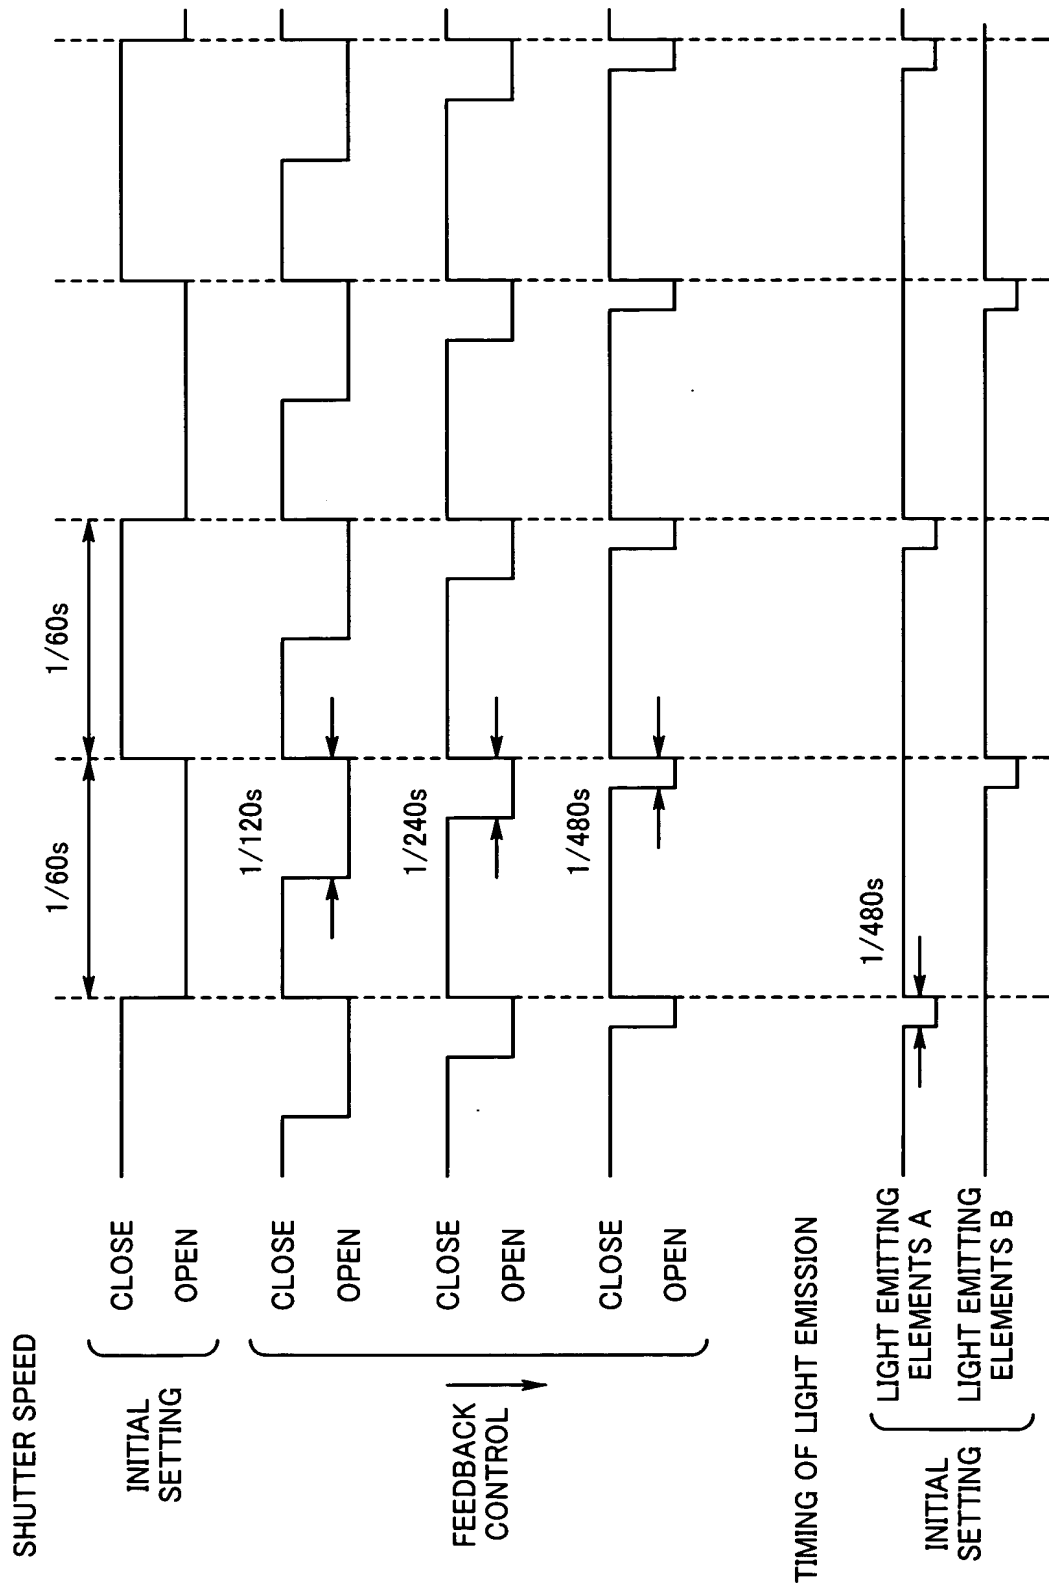 SHUTTER SPEED
INITIAL
SETTING
CLOSE
OPEN
1/60s
1/60s
FEEDBACK
CONTROL
CLOSE
OPEN
1/120s
CLOSE
OPEN
1/240s
CLOSE
OPEN
1/480s
TIMING OF LIGHT EMISSION
INITIAL
SETTING
LIGHT EMITTING
ELEMENTS A
1/480s
LIGHT EMITTING
ELEMENTS B